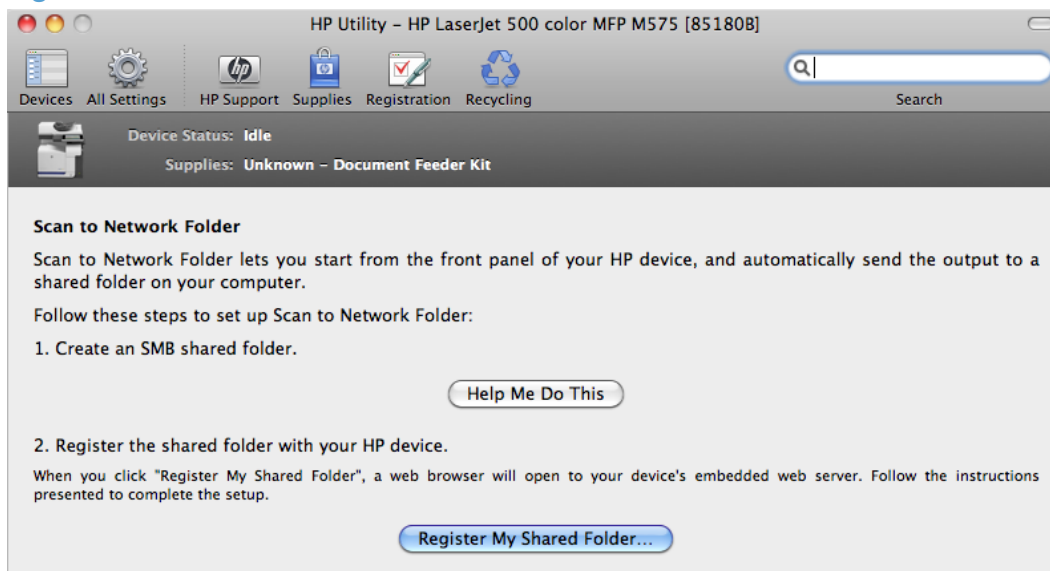 HP Utility – HP LaserJet 500 color MFP M575 [85180B]
Devices All Settings HP Support Supplies Registration Recycling Search
Device Status: Idle
Supplies: Unknown – Document Feeder Kit
Scan to Network Folder
Scan to Network Folder lets you start from the front panel of your HP device, and automatically send the output to a
shared folder on your computer.
Follow these steps to set up Scan to Network Folder:
1. Create an SMB shared folder.
Help Me Do This
2. Register the shared folder with your HP device.
When you click "Register My Shared Folder", a web browser will open to your device's embedded web server. Follow the instructions
presented to complete the setup.
Register My Shared Folder...